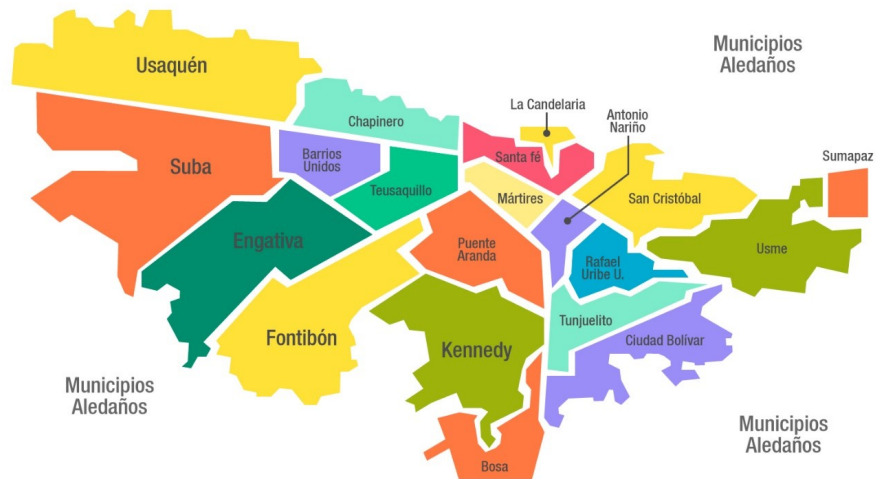 Usaquén
Municipios
Aledaños
La Candelaria
Antonio
Nariño
Chapinero
Barrios
Unidos
Santa fé
Sumapaz
Suba
Teusaquillo
Mártires
San Cristóbal
Engativa
Puente
Aranda
Rafael
Uribe U.
Usme
Fontibón
Tunjuelito
Kennedy
Ciudad Bolívar
Municipios
Aledaños
Municipios
Aledaños
Bosa